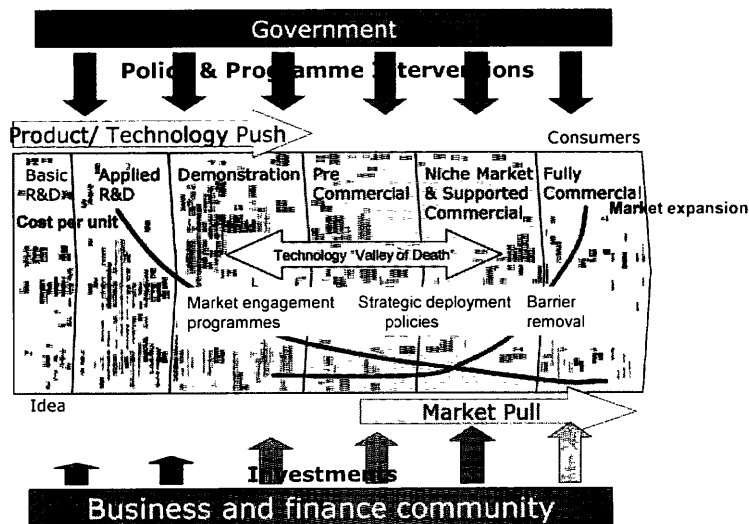 Government
Policy & Programme Interventions
Product/ Technology Push
Consumers
Basic
R&D
Applied
R&D
Demonstration
Pre
Commercial
Niche Market
& Supported
Commercial
Fully
Commercial
Cost per unit
Market expansion
Technology "Valley of Death"
Market engagement
programmes
Strategic deployment
policies
Barrier
removal
Idea
Market Pull
Investments
Business and finance community